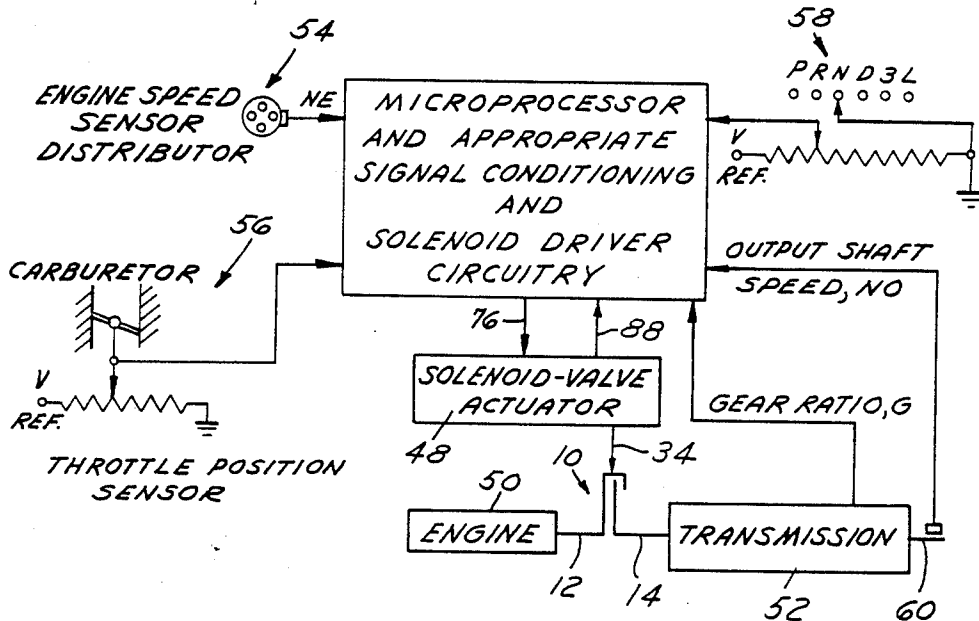 54
ENGINE SPEED
SENSOR
DISTRIBUTOR
NE
MICROPROCESSOR
AND APPROPRIATE
SIGNAL CONDITIONING
AND
SOLENOID DRIVER
CIRCUITRY
58
P R N D 3 L
V
REF.
56
CARBURETOR
V
REF.
THROTTLE POSITION
SENSOR
OUTPUT SHAFT
SPEED, NO
76
88
SOLENOID-VALVE
ACTUATOR
48
34
GEAR RATIO, G
10
50
ENGINE
12
14
TRANSMISSION
52
60